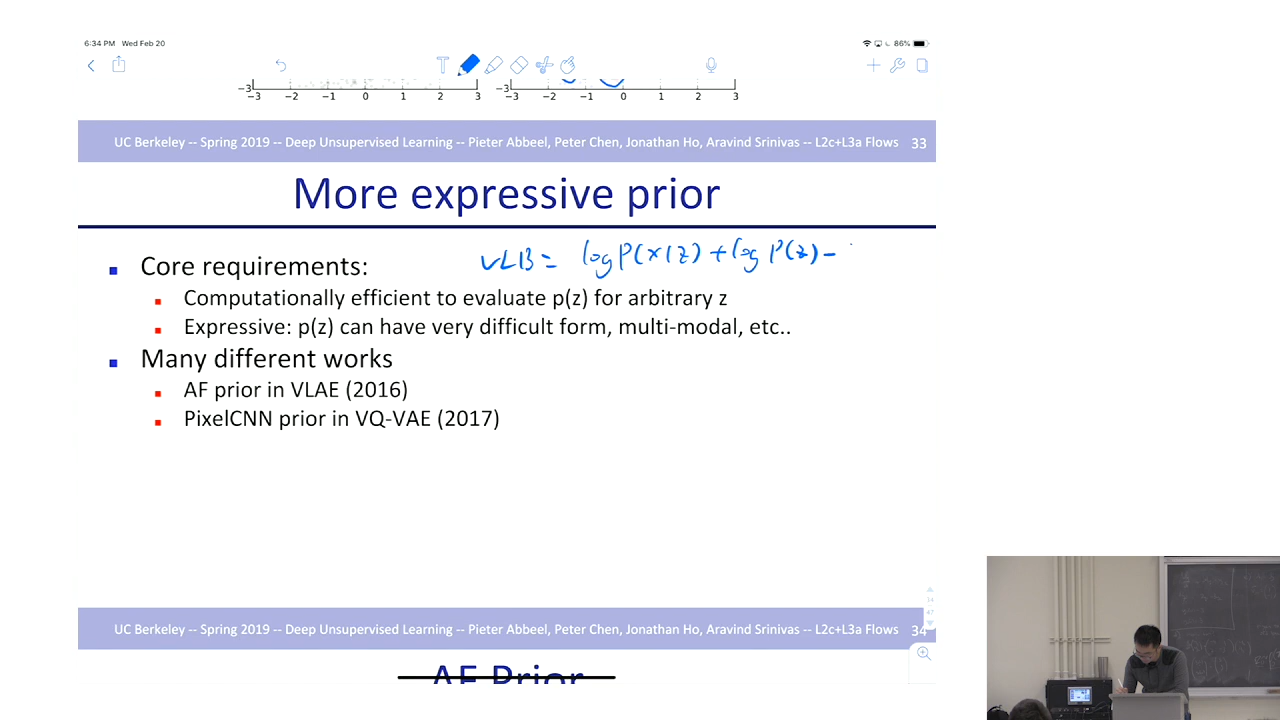 6:34 PM Wed Feb 20
86%
T
-3
-3 -2 -1 0 1 2 3
-3
-3 -2 -1 0 1 2 3
UC Berkeley -- Spring 2019 -- Deep Unsupervised Learning -- Pieter Abbeel, Peter Chen, Jonathan Ho, Aravind Srinivas -- L2c+L3a Flows 33
More expressive prior
VLB = log P(x|z) + log P(z) -
Core requirements:
Computationally efficient to evaluate p(z) for arbitrary z
Expressive: p(z) can have very difficult form, multi-modal, etc..
Many different works
AF prior in VLAE (2016)
PixelCNN prior in VQ-VAE (2017)
UC Berkeley -- Spring 2019 -- Deep Unsupervised Learning -- Pieter Abbeel, Peter Chen, Jonathan Ho, Aravind Srinivas -- L2c+L3a Flows 34
AF Prior